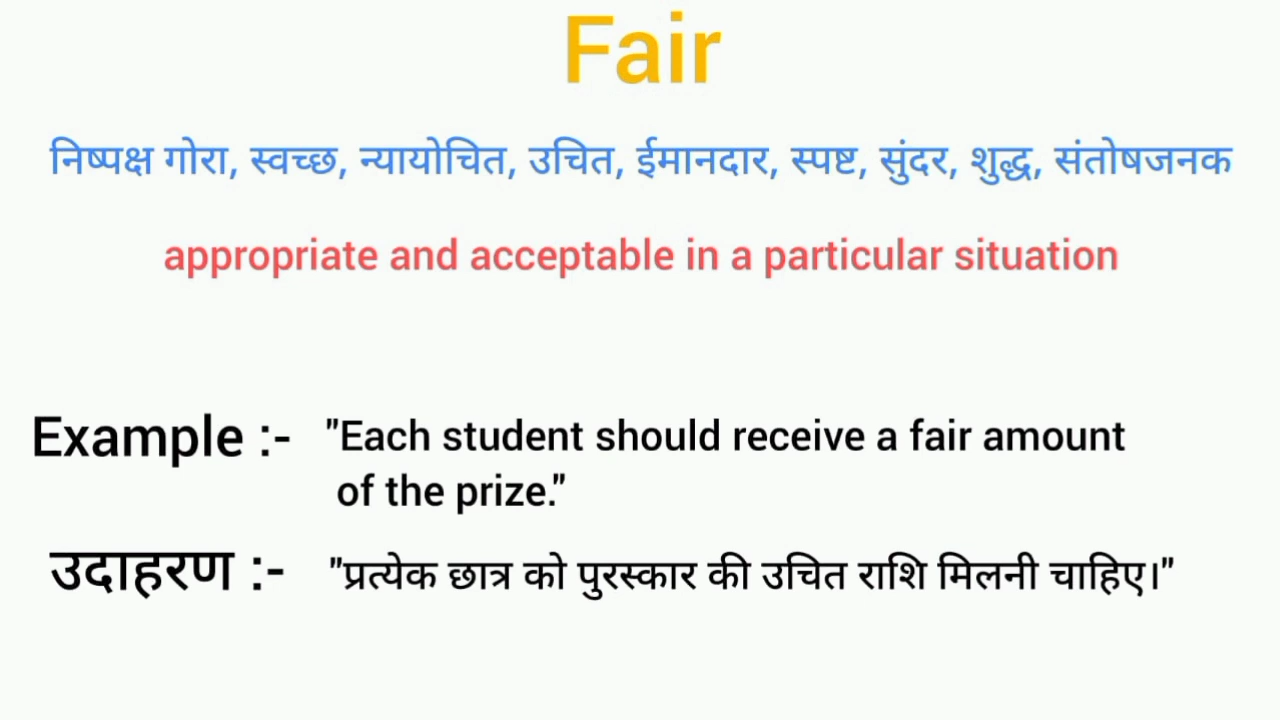 Fair
निष्पक्ष गोरा, स्वच्छ, न्यायोचित, उचित, ईमानदार, स्पष्ट, सुंदर, शुद्ध, संतोषजनक
appropriate and acceptable in a particular situation
Example :- "Each student should receive a fair amount
of the prize."
उदाहरण :- "प्रत्येक छात्र को पुरस्कार की उचित राशि मिलनी चाहिए।"